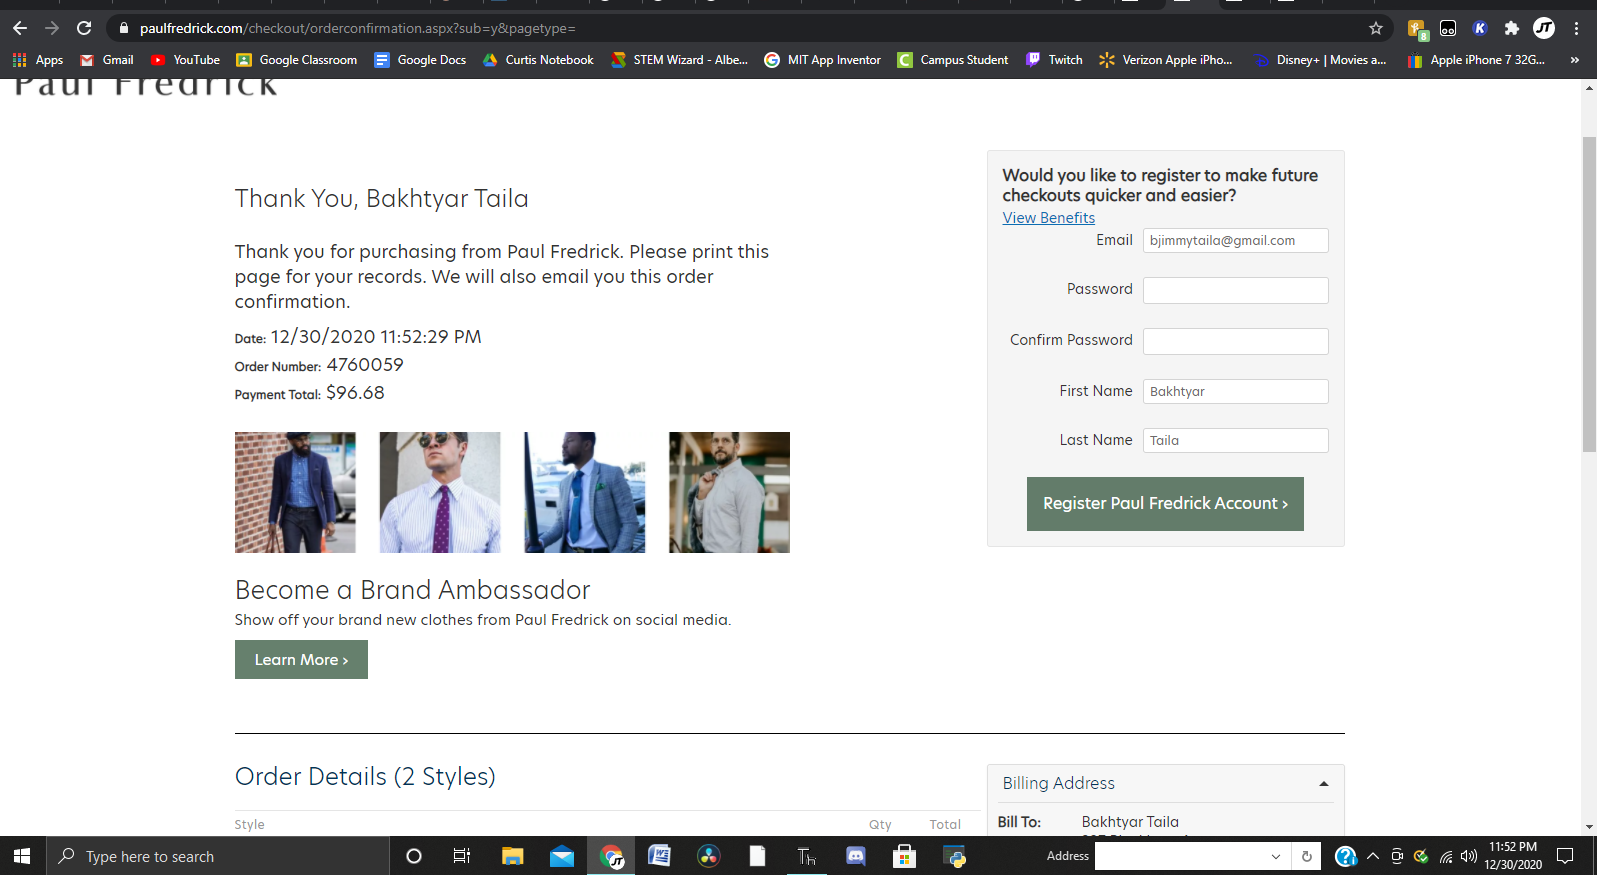 paulfredrick.com/checkout/orderconfirmation.aspx?sub=y&pagetype=
8
K
JT
Apps
Gmail
YouTube
Google Classroom
Google Docs
Curtis Notebook
STEM Wizard - Albe...
MIT App Inventor
Campus Student
Twitch
Verizon Apple iPho...
Disney+ | Movies a...
Apple iPhone 7 32G...
»
Paul Fredrick
Thank You, Bakhtyar Taila
Thank you for purchasing from Paul Fredrick. Please print this
page for your records. We will also email you this order
confirmation.
Date: 12/30/2020 11:52:29 PM
Order Number: 4760059
Payment Total: $96.68
Become a Brand Ambassador
Show off your brand new clothes from Paul Fredrick on social media.
Learn More ›
Would you like to register to make future
checkouts quicker and easier?
View Benefits
Email bjimmytaila@gmail.com
Password
Confirm Password
First Name Bakhtyar
Last Name Taila
Register Paul Fredrick Account ›
Order Details (2 Styles)
Style Qty Total
Billing Address
Bill To: Bakhtyar Taila
Type here to search
JT
W
Th
Address
11:52 PM
12/30/2020